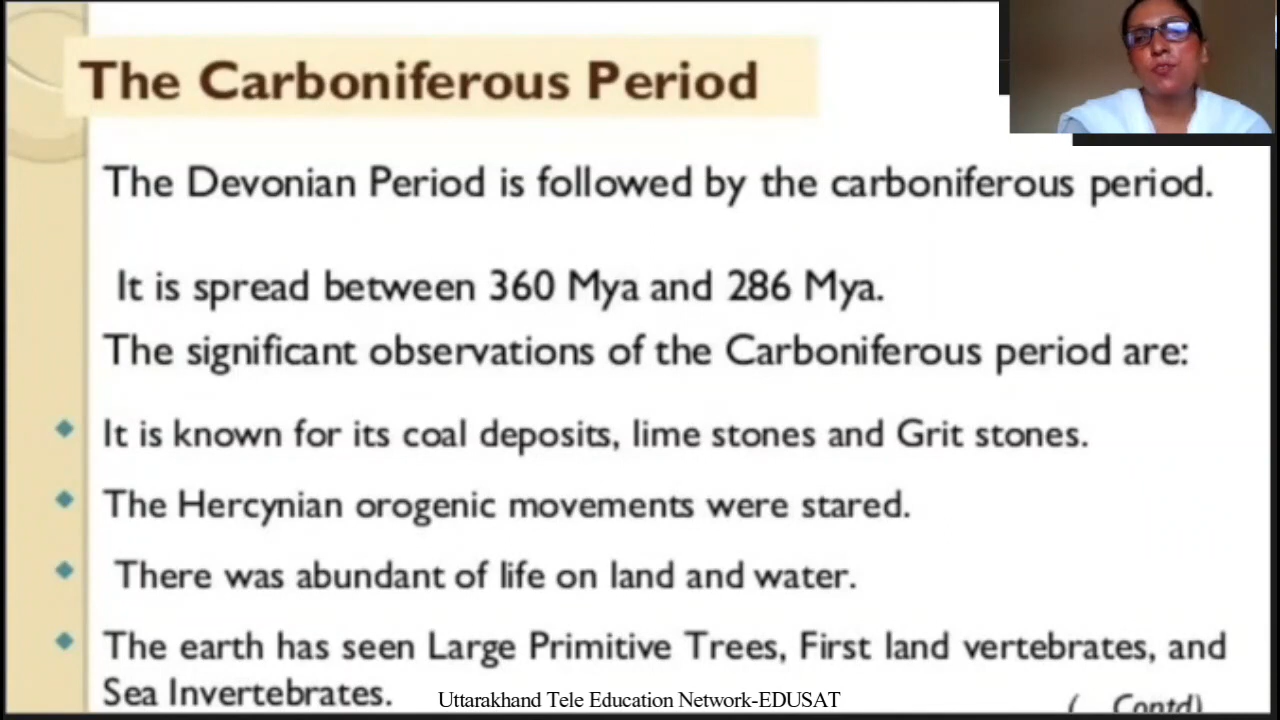 The Carboniferous Period
The Devonian Period is followed by the carboniferous period.
It is spread between 360 Mya and 286 Mya.
The significant observations of the Carboniferous period are:
It is known for its coal deposits, lime stones and Grit stones.
The Hercynian orogenic movements were stared.
There was abundant of life on land and water.
The earth has seen Large Primitive Trees, First land vertebrates, and
Sea Invertebrates.
Uttarakhand Tele Education Network-EDUSAT
(... Contd)